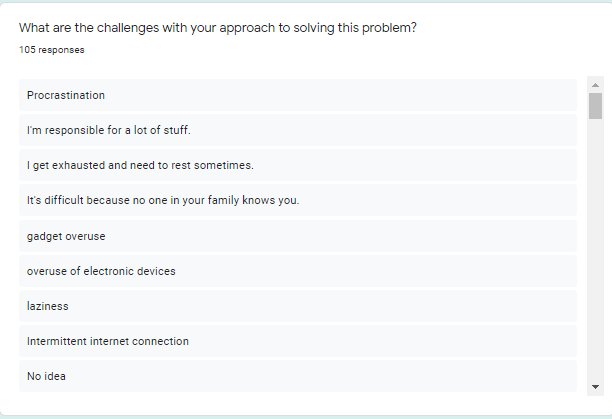 What are the challenges with your approach to solving this problem?
105 responses
Procrastination
I'm responsible for a lot of stuff.
I get exhausted and need to rest sometimes.
It's difficult because no one in your family knows you.
gadget overuse
overuse of electronic devices
laziness
Intermittent internet connection
No idea